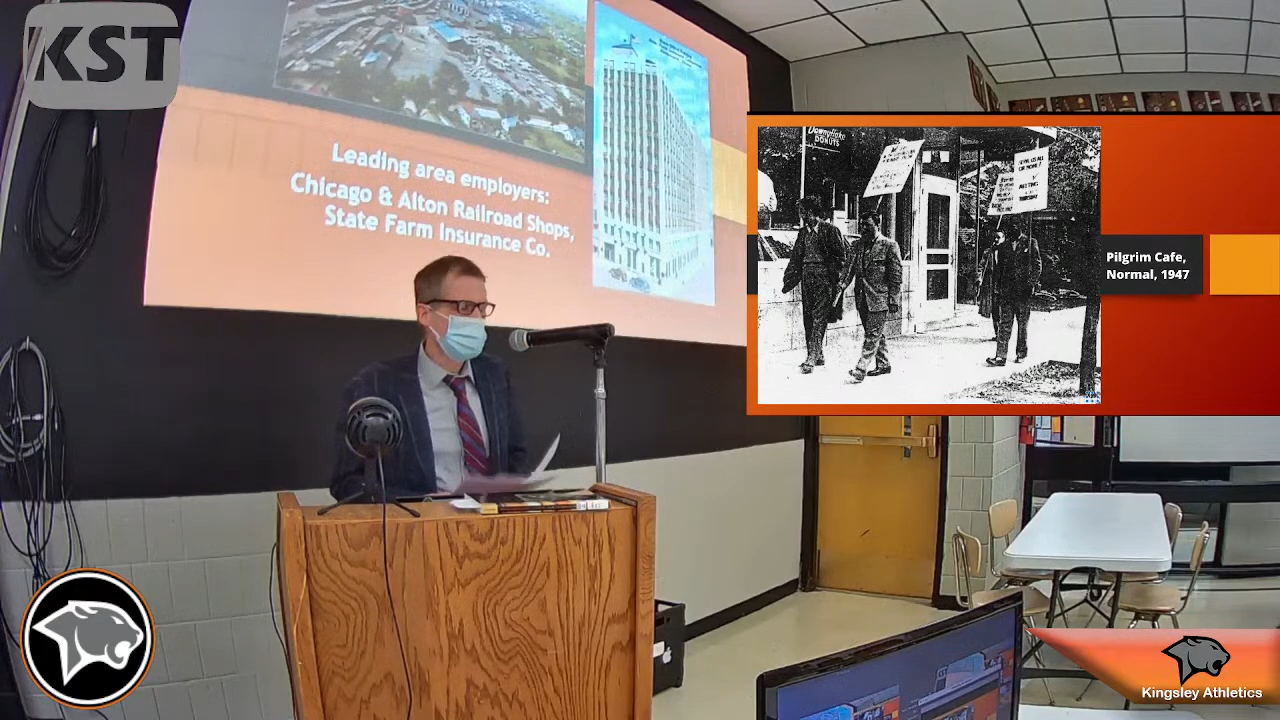 KST
Leading area employers:
Chicago & Alton Railroad Shops,
State Farm Insurance Co.
DONUTS
Pilgrim Cafe,
Normal, 1947
Kingsley Athletics